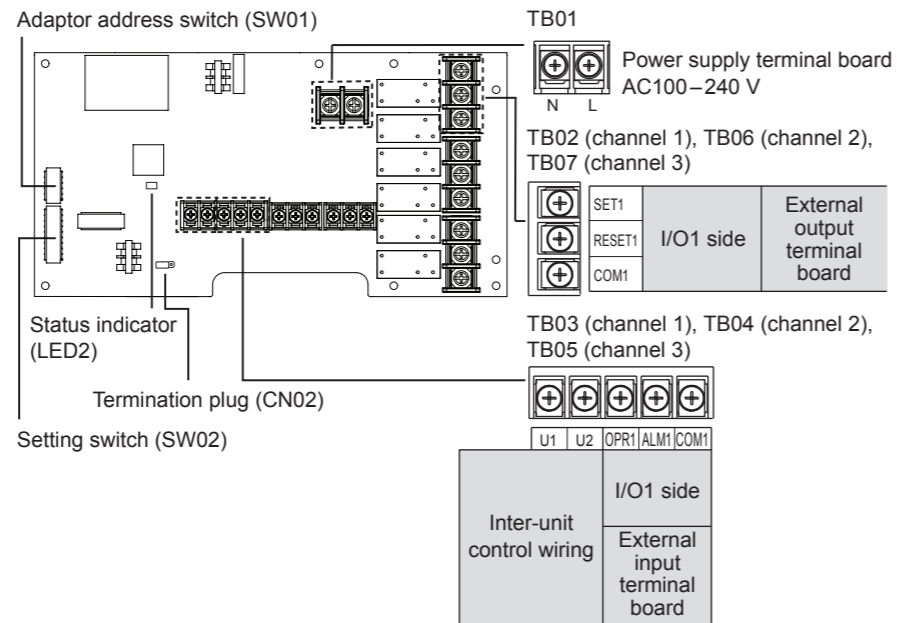 Adaptor address switch (SW01)
TB01
Power supply terminal board
AC100–240 V
N L
TB02 (channel 1), TB06 (channel 2),
TB07 (channel 3)
SET1
RESET1
COM1
I/O1 side
External
output
terminal
board
Status indicator
(LED2)
Termination plug (CN02)
Setting switch (SW02)
TB03 (channel 1), TB04 (channel 2),
TB05 (channel 3)
U1 U2 OPR1 ALM1 COM1
Inter-unit
control wiring
I/O1 side
External
input
terminal
board